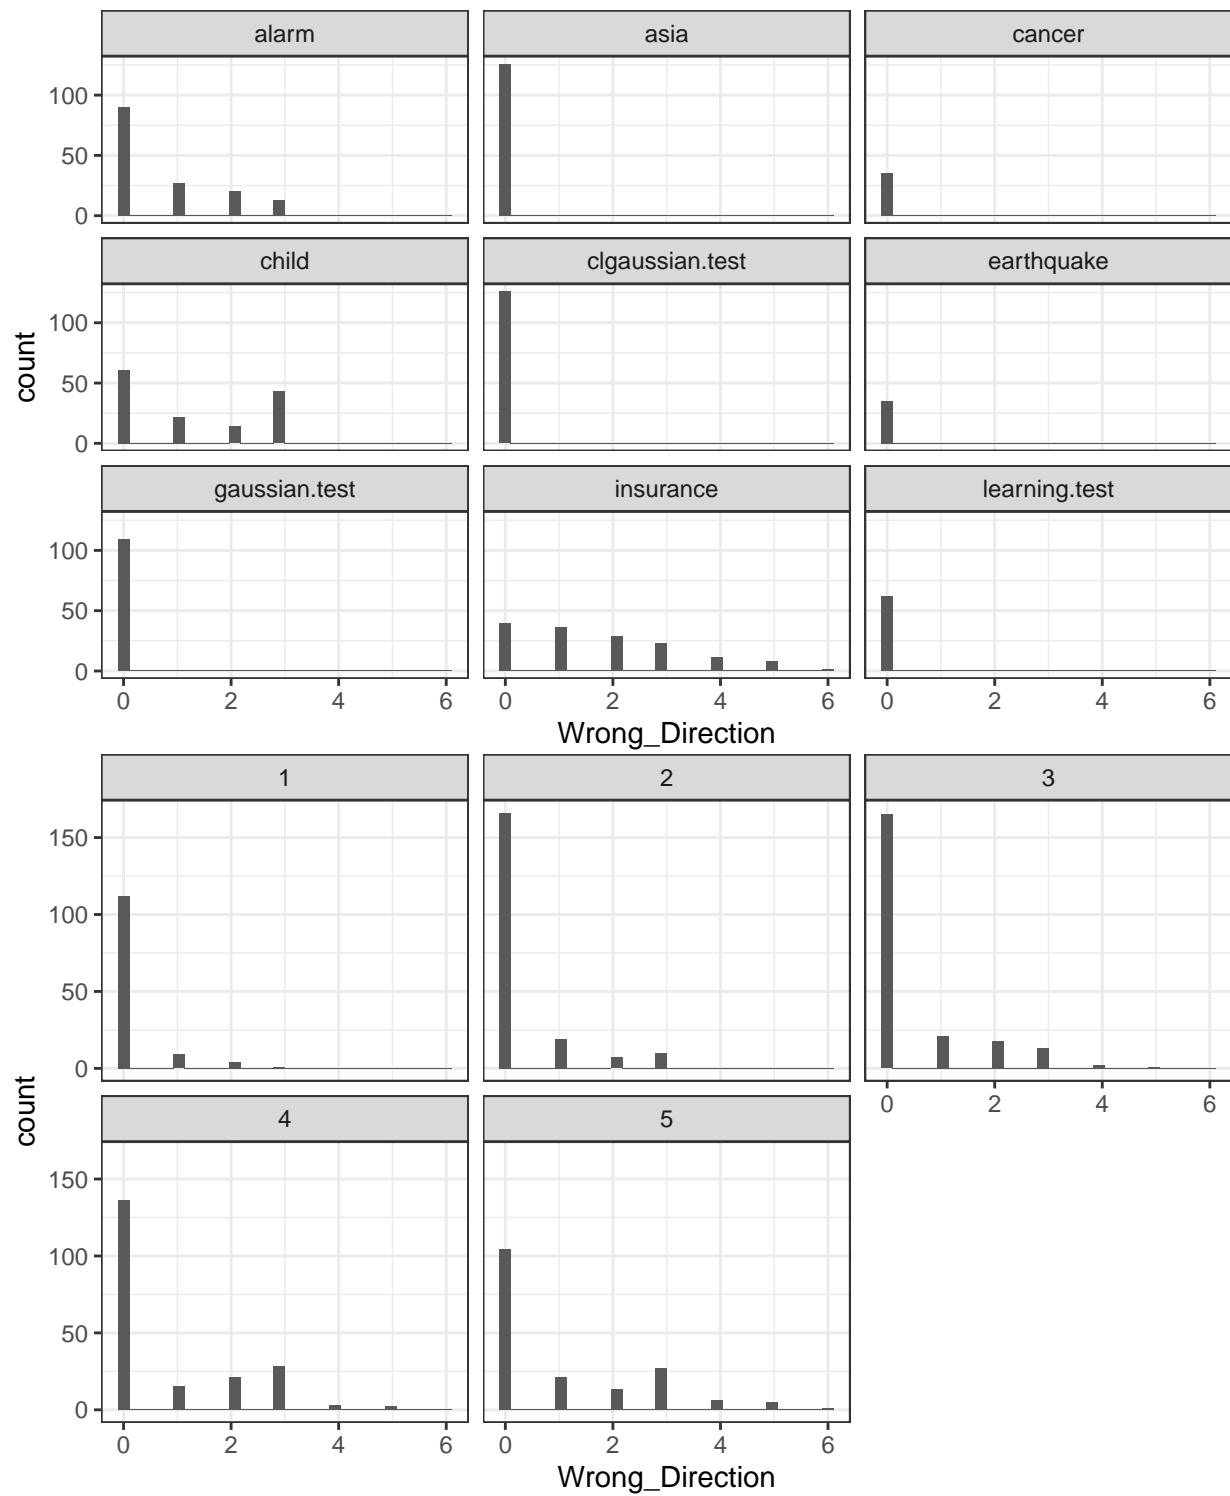 alarm asia cancer
100
50
0
child clgaussian.test earthquake
100
50
0
count
gaussian.test insurance learning.test
100
50
0
0 2 4 6 0 2 4 6 0 2 4 6
Wrong_Direction
1 2 3
150
100
50
0
0 2 4 6
count
4 5
150
100
50
0
0 2 4 6 0 2 4 6
Wrong_Direction